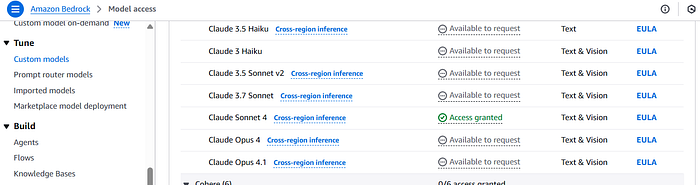 Amazon Bedrock > Model access
Custom model on-demand New
Tune
Custom models
Prompt router models
Imported models
Marketplace model deployment
Build
Agents
Flows
Knowledge Bases
Claude 3.5 Haiku Cross-region inference Available to request Text EULA
Claude 3 Haiku Available to request Text & Vision EULA
Claude 3.5 Sonnet v2 Cross-region inference Available to request Text & Vision EULA
Claude 3.7 Sonnet Cross-region inference Available to request Text & Vision EULA
Claude Sonnet 4 Cross-region inference Access granted Text & Vision EULA
Claude Opus 4 Cross-region inference Available to request Text & Vision EULA
Claude Opus 4.1 Cross-region inference Available to request Text & Vision EULA
Cohere (6) 0/6 access granted